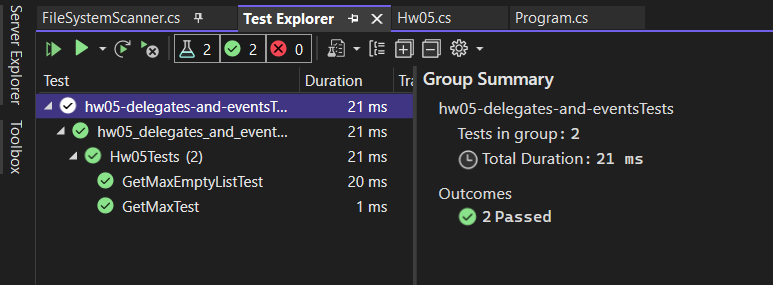 Server Explorer
Toolbox
FileSystemScanner.cs
Test Explorer
Hw05.cs
Program.cs
2
2
0
Test
Duration
Tra
hw05-delegates-and-eventsT...
21 ms
hw05_delegates_and_event...
21 ms
Hw05Tests (2)
21 ms
GetMaxEmptyListTest
20 ms
GetMaxTest
1 ms
Group Summary
hw05-delegates-and-eventsTests
Tests in group: 2
Total Duration: 21 ms
Outcomes
2 Passed